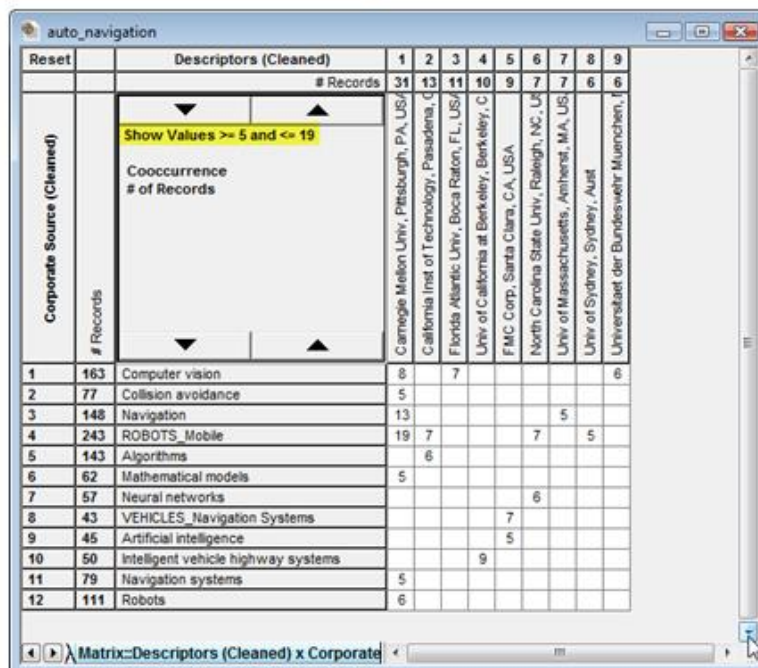 auto_navigation
Reset Descriptors (Cleaned) 1 2 3 4 5 6 7 8 9
# Records 31 13 11 10 9 7 7 6 6
Corporate Source (Cleaned)
# Records
Show Values >= 5 and <= 19
Cooccurrence
# of Records
Carnegie Mellon Univ, Pittsburgh, PA, USA
California Inst of Technology, Pasadena, C
Florida Atlantic Univ, Boca Raton, FL, USA
Univ of California at Berkeley, Berkeley, C
FMC Corp, Santa Clara, CA, USA
North Carolina State Univ, Raleigh, NC, US
Univ of Massachusetts, Amherst, MA, US
Univ of Sydney, Sydney, Aust
Universitaet der Bundeswehr Muenchen,
1 163 Computer vision 8 7 6
2 77 Collision avoidance 5
3 148 Navigation 13 5
4 243 ROBOTS_Mobile 19 7 7 5
5 143 Algorithms 6
6 62 Mathematical models 5
7 57 Neural networks 6
8 43 VEHICLES_Navigation Systems 7
9 45 Artificial intelligence 5
10 50 Intelligent vehicle highway systems 9
11 79 Navigation systems 5
12 111 Robots 6
Matrix::Descriptors (Cleaned) x Corporate